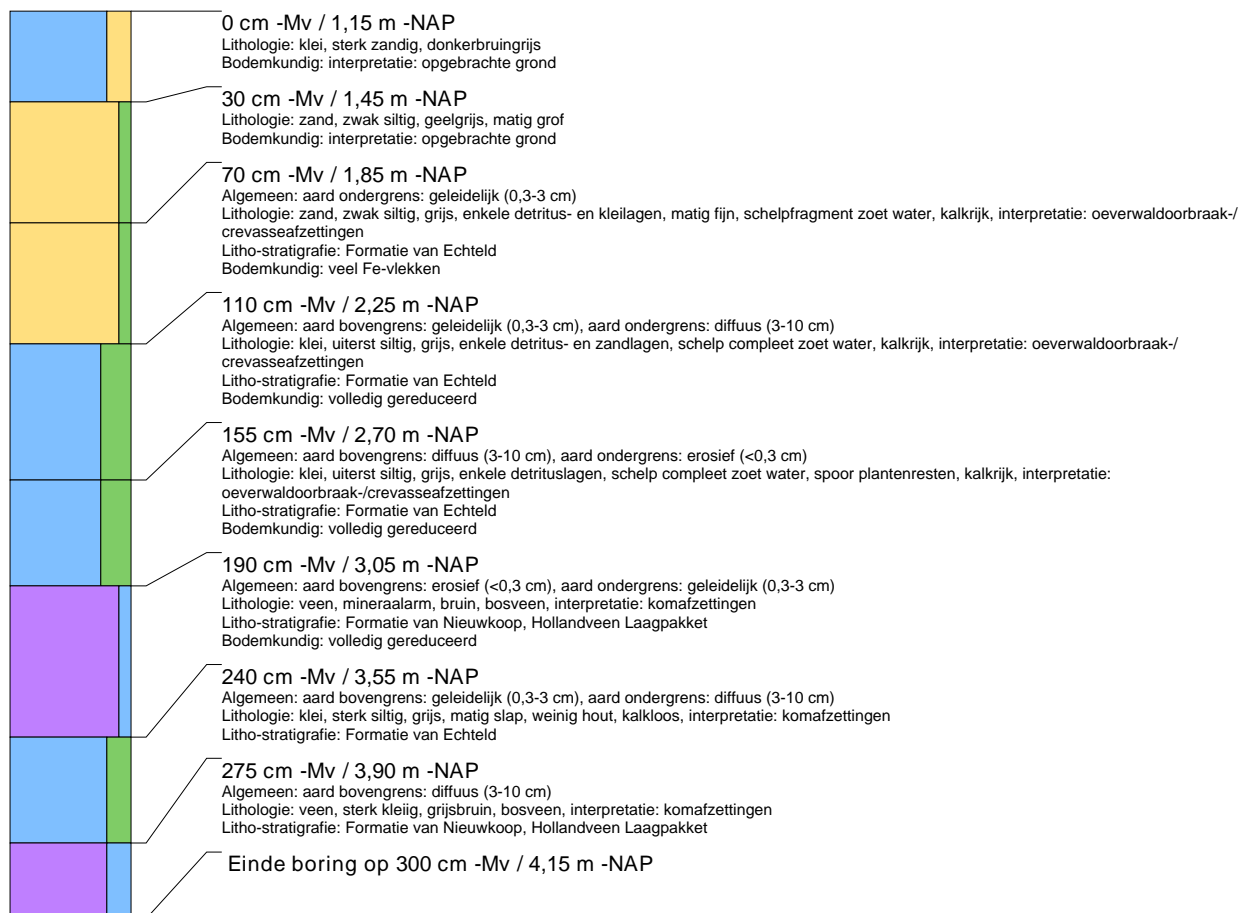 0 cm -Mv / 1,15 m -NAP
Lithologie: klei, sterk zandig, donkerbruingrijs
Bodemkundig: interpretatie: opgebrachte grond
30 cm -Mv / 1,45 m -NAP
Lithologie: zand, zwak siltig, geelgrijs, matig grof
Bodemkundig: interpretatie: opgebrachte grond
70 cm -Mv / 1,85 m -NAP
Algemeen: aard ondergrens: geleidelijk (0,3-3 cm)
Lithologie: zand, zwak siltig, grijs, enkele detritus- en kleilagen, matig fijn, schelpfragment zoet water, kalkrijk, interpretatie: oeverwaldoorbraak-/
crevasseafzettingen
Litho-stratigrafie: Formatie van Echteld
Bodemkundig: veel Fe-vlekken
110 cm -Mv / 2,25 m -NAP
Algemeen: aard bovengrens: geleidelijk (0,3-3 cm), aard ondergrens: diffuus (3-10 cm)
Lithologie: klei, uiterst siltig, grijs, enkele detritus- en zandlagen, schelp compleet zoet water, kalkrijk, interpretatie: oeverwaldoorbraak-/
crevasseafzettingen
Litho-stratigrafie: Formatie van Echteld
Bodemkundig: volledig gereduceerd
155 cm -Mv / 2,70 m -NAP
Algemeen: aard bovengrens: diffuus (3-10 cm), aard ondergrens: erosief (<0,3 cm)
Lithologie: klei, uiterst siltig, grijs, enkele detrituslagen, schelp compleet zoet water, spoor plantenresten, kalkrijk, interpretatie:
oeverwaldoorbraak-/crevasseafzettingen
Litho-stratigrafie: Formatie van Echteld
Bodemkundig: volledig gereduceerd
190 cm -Mv / 3,05 m -NAP
Algemeen: aard bovengrens: erosief (<0,3 cm), aard ondergrens: geleidelijk (0,3-3 cm)
Lithologie: veen, mineraalarm, bruin, bosveen, interpretatie: komafzettingen
Litho-stratigrafie: Formatie van Nieuwkoop, Hollandveen Laagpakket
Bodemkundig: volledig gereduceerd
240 cm -Mv / 3,55 m -NAP
Algemeen: aard bovengrens: geleidelijk (0,3-3 cm), aard ondergrens: diffuus (3-10 cm)
Lithologie: klei, sterk siltig, grijs, matig slap, weinig hout, kalkloos, interpretatie: komafzettingen
Litho-stratigrafie: Formatie van Echteld
275 cm -Mv / 3,90 m -NAP
Algemeen: aard bovengrens: diffuus (3-10 cm)
Lithologie: veen, sterk kleiig, grijsbruin, bosveen, interpretatie: komafzettingen
Litho-stratigrafie: Formatie van Nieuwkoop, Hollandveen Laagpakket
Einde boring op 300 cm -Mv / 4,15 m -NAP